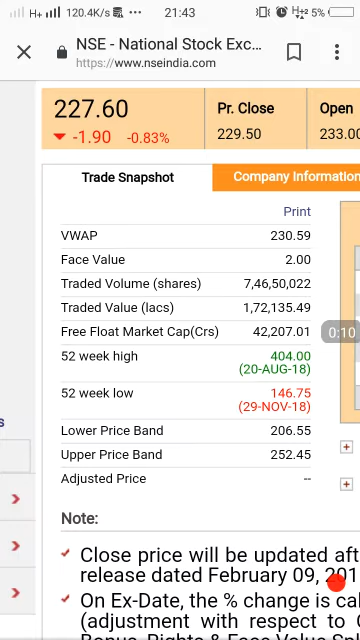 H+ 120.4K/s ... 21:43 5%
NSE - National Stock Exc...
https://www.nseindia.com
227.60 Pr. Close Open
-1.90 -0.83% 229.50 233.00
Trade Snapshot Company Information
Print
VWAP 230.59
Face Value 2.00
Traded Volume (shares) 7,46,50,022
Traded Value (lacs) 1,72,135.49
Free Float Market Cap(Crs) 42,207.01
0:10
52 week high 404.00
(20-AUG-18)
52 week low 146.75
(29-NOV-18)
s
Lower Price Band 206.55
Upper Price Band 252.45
Adjusted Price --
Note:
Close price will be updated aft
release dated February 09, 201
On Ex-Date, the % change is cal
(adjustment with respect to d